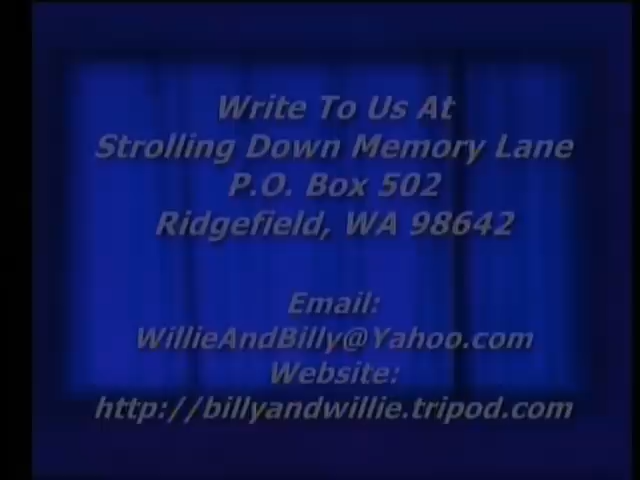 Write To Us At
Strolling Down Memory Lane
P.O. Box 502
Ridgefield, WA 98642
Email:
WillieAndBilly@Yahoo.com
Website:
http://billyandwillie.tripod.com